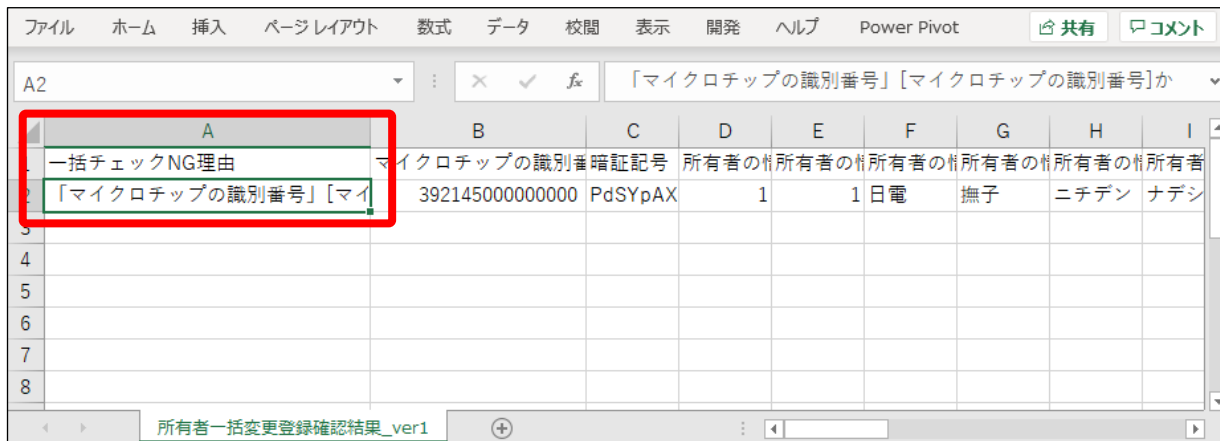 ファイル ホーム 挿入 ページ レイアウト 数式 データ 校閲 表示 開発 ヘルプ Power Pivot 共有 コメント
A2 fx 「マイクロチップの識別番号」[マイクロチップの識別番号]か
A B C D E F G H I
1 一括チェックNG理由 マイクロチップの識別番 暗証記号 所有者の情 所有者の情 所有者の情 所有者の情 所有者の情 所有者
2 「マイクロチップの識別番号」[マイ 392145000000000 PdSYpAX 1 1 日電 撫子 ニチデン ナデシ
3
4
5
6
7
8
所有者一括変更登録確認結果_ver1